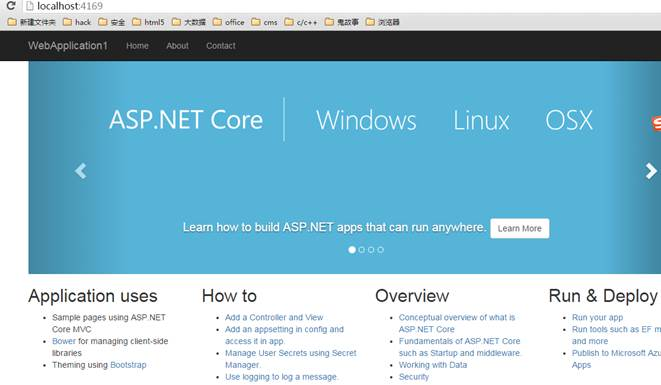 localhost:4169
新建文件夹 hack 安全 html5 大数据 office cms c/c++ 鬼故事 浏览器
WebApplication1 Home About Contact
ASP.NET Core Windows Linux OSX
Learn how to build ASP.NET apps that can run anywhere. Learn More
Application uses
Sample pages using ASP.NET
Core MVC
Bower for managing client-side
libraries
Theming using Bootstrap
How to
Add a Controller and View
Add an appsetting in config and
access it in app.
Manage User Secrets using Secret
Manager.
Use logging to log a message.
Overview
Conceptual overview of what is
ASP.NET Core
Fundamentals of ASP.NET Core
such as Startup and middleware.
Working with Data
Security
Run & Deploy
Run your app
Run tools such as EF m
and more
Publish to Microsoft Azu
Apps